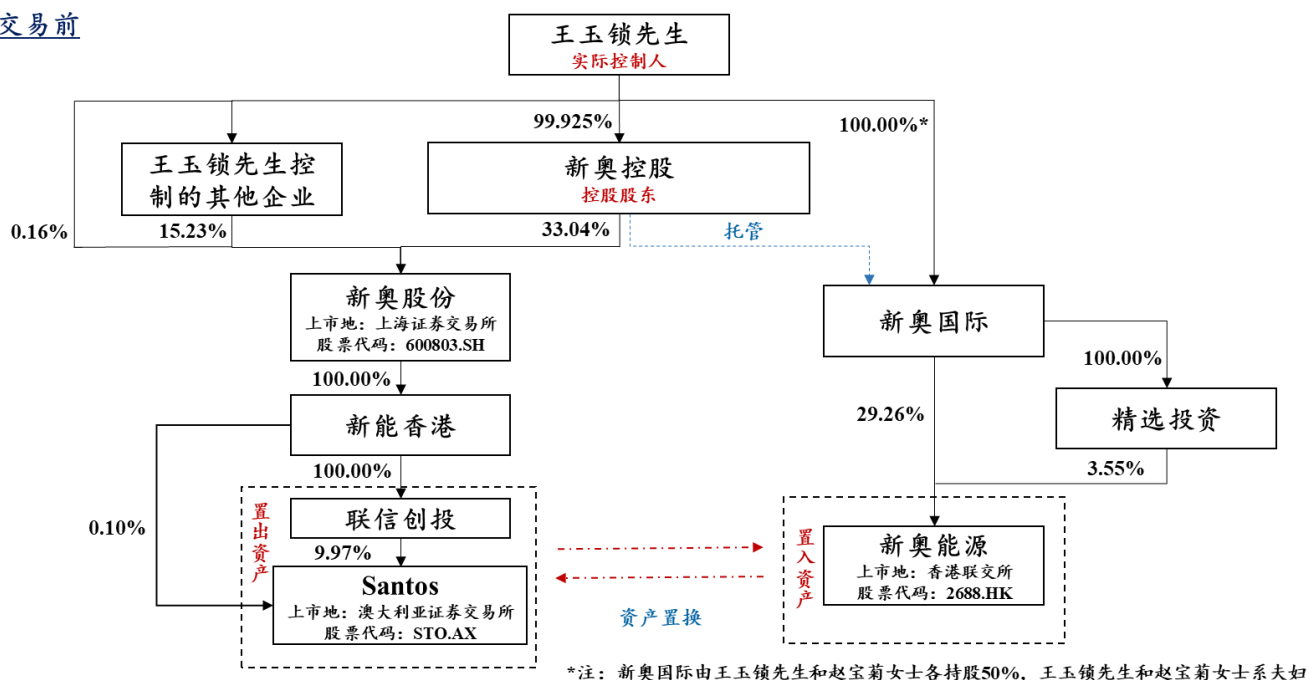 交易前
王玉锁先生
实际控制人
99.925%
100.00%*
王玉锁先生控
制的其他企业
新奥控股
控股股东
0.16%
15.23%
33.04%
托管
新奥股份
上市地：上海证券交易所
股票代码：600803.SH
新奥国际
100.00%
100.00%
新能香港
29.26%
精选投资
100.00%
3.55%
置出资产
联信创投
0.10%
9.97%
Santos
上市地：澳大利亚证券交易所
股票代码：STO.AX
资产置换
置入资产
新奥能源
上市地：香港联交所
股票代码：2688.HK
*注：新奥国际由王玉锁先生和赵宝菊女士各持股50%，王玉锁先生和赵宝菊女士系夫妇